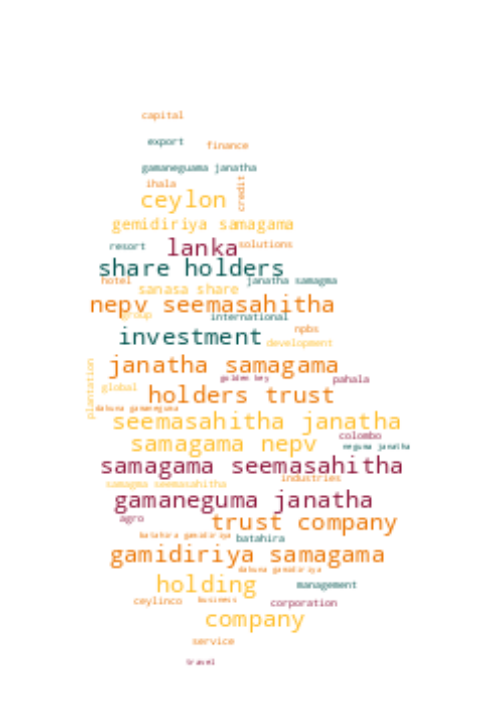 capital
export
finance
gamaneguama janatha
ihala
credit
ceylon
gemidiriya samagama
lanka
solutions
resort
share holders
hotel
janatha samagma
sanasa share
nepv seemasahitha
group
international
npbs
investment
development
janatha samagama
golden key
pahala
plantation
global
holders trust
dakuna gamaneguma
seemasahitha janatha
samagama nepv
colombo
neguma janatha
samagama seemasahitha
industries
samagma seemasahitha
gamaneguma janatha
agro
trust company
batahira gamidiriya
batahira
gamidiriya samagama
dakuna gamidiriya
holding
management
ceylinco
business
corporation
company
service
travel